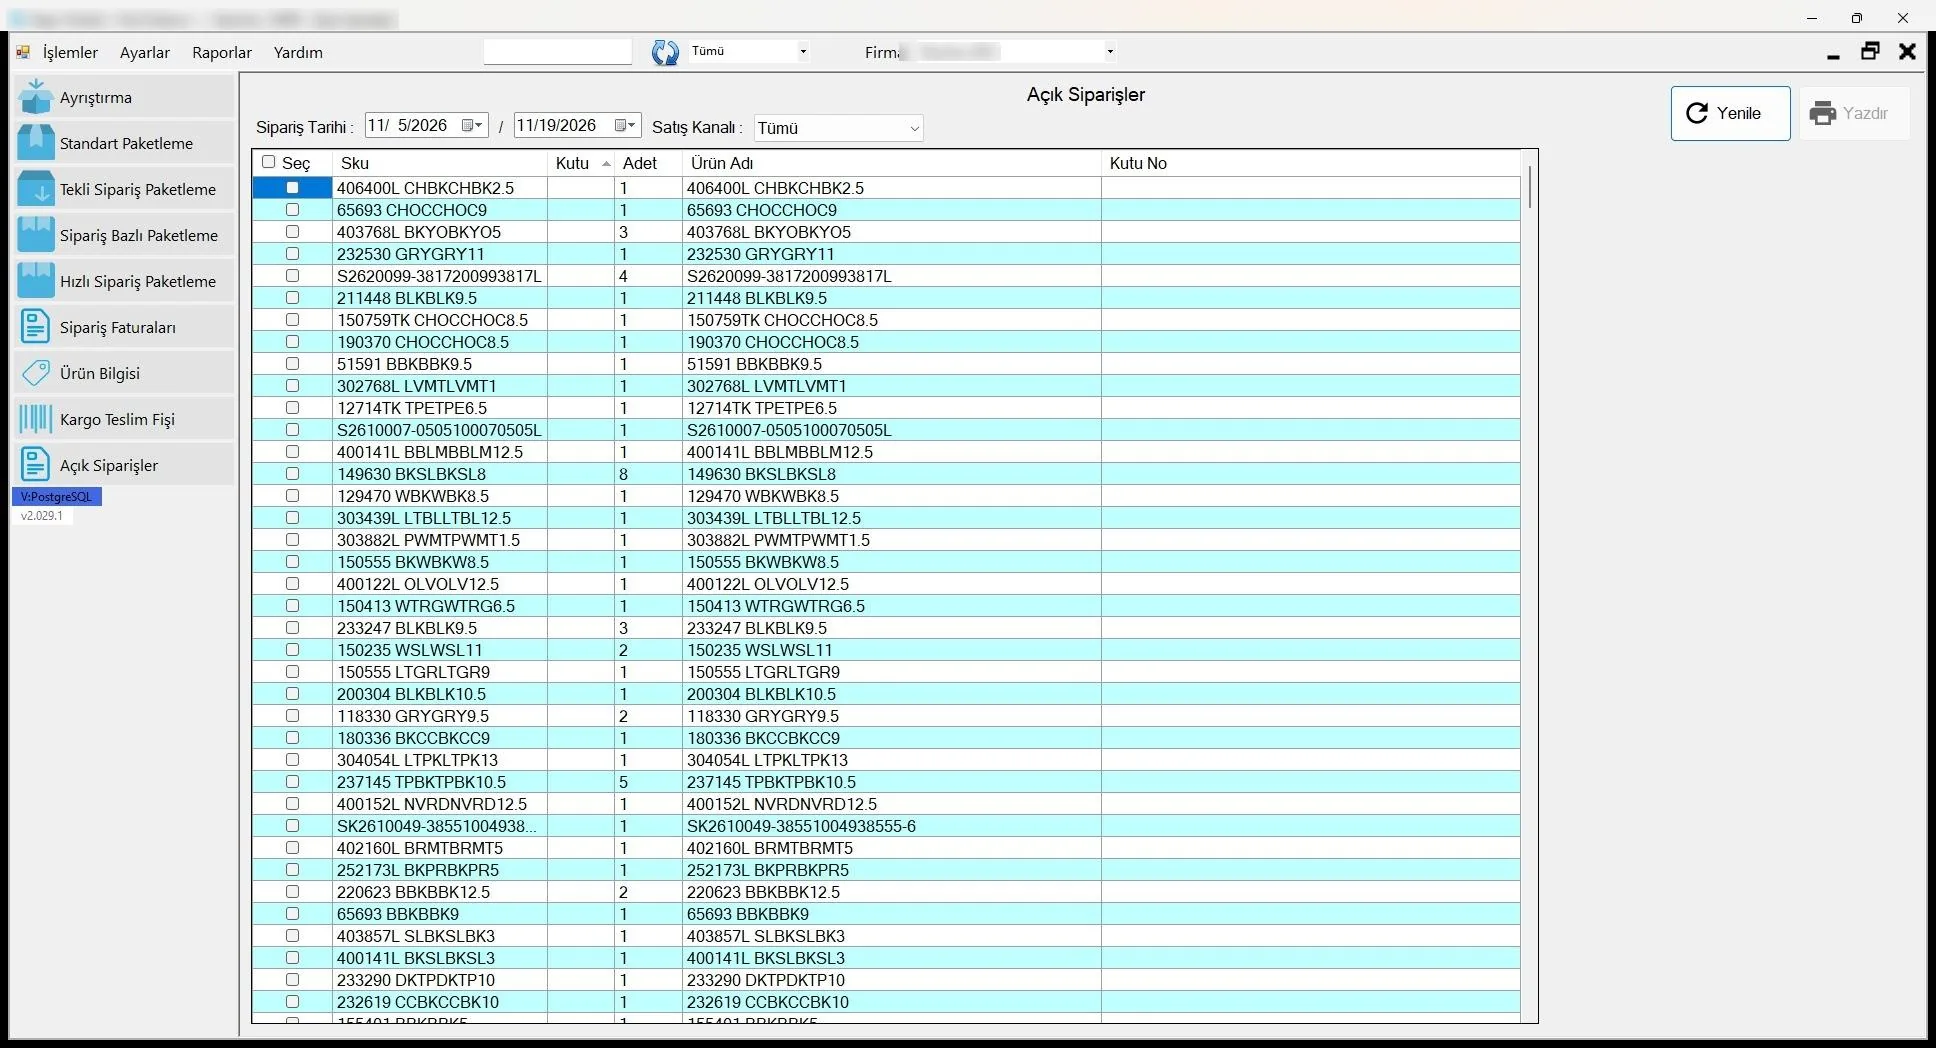 İşlemler Ayarlar Raporlar Yardım Tümü Firma
Ayrıştırma
Standart Paketleme
Tekli Sipariş Paketleme
Sipariş Bazlı Paketleme
Hızlı Sipariş Paketleme
Sipariş Faturaları
Ürün Bilgisi
Kargo Teslim Fişi
Açık Siparişler
V:PostgreSQL
v2.029.1
Açık Siparişler
Sipariş Tarihi : 11/ 5/2026 / 11/19/2026 Satış Kanalı : Tümü
Yenile
Yazdır
Seç Sku Kutu Adet Ürün Adı Kutu No
406400L CHBKCHBK2.5 1 406400L CHBKCHBK2.5
65693 CHOCCHOC9 1 65693 CHOCCHOC9
403768L BKYOBKYO5 3 403768L BKYOBKYO5
232530 GRYGRY11 1 232530 GRYGRY11
S2620099-3817200993817L 4 S2620099-3817200993817L
211448 BLKBLK9.5 1 211448 BLKBLK9.5
150759TK CHOCCHOC8.5 1 150759TK CHOCCHOC8.5
190370 CHOCCHOC8.5 1 190370 CHOCCHOC8.5
51591 BBKBBK9.5 1 51591 BBKBBK9.5
302768L LVMTLVMT1 1 302768L LVMTLVMT1
12714TK TPETPE6.5 1 12714TK TPETPE6.5
S2610007-0505100070505L 1 S2610007-0505100070505L
400141L BBLMBBLM12.5 1 400141L BBLMBBLM12.5
149630 BKSLBKSL8 8 149630 BKSLBKSL8
129470 WBKWBK8.5 1 129470 WBKWBK8.5
303439L LTBLLTBL12.5 1 303439L LTBLLTBL12.5
303882L PWMTPWMT1.5 1 303882L PWMTPWMT1.5
150555 BKWBKW8.5 1 150555 BKWBKW8.5
400122L OLVOLV12.5 1 400122L OLVOLV12.5
150413 WTRGWTRG6.5 1 150413 WTRGWTRG6.5
233247 BLKBLK9.5 3 233247 BLKBLK9.5
150235 WSLWSL11 2 150235 WSLWSL11
150555 LTGRLTGR9 1 150555 LTGRLTGR9
200304 BLKBLK10.5 1 200304 BLKBLK10.5
118330 GRYGRY9.5 2 118330 GRYGRY9.5
180336 BKCCBKCC9 1 180336 BKCCBKCC9
304054L LTPKLTPK13 1 304054L LTPKLTPK13
237145 TPBKTPBK10.5 5 237145 TPBKTPBK10.5
400152L NVRDNVRD12.5 1 400152L NVRDNVRD12.5
SK2610049-38551004938... 1 SK2610049-38551004938555-6
402160L BRMTBRMT5 1 402160L BRMTBRMT5
252173L BKPRBKPR5 1 252173L BKPRBKPR5
220623 BBKBBK12.5 2 220623 BBKBBK12.5
65693 BBKBBK9 1 65693 BBKBBK9
403857L SLBKSLBK3 1 403857L SLBKSLBK3
400141L BKSLBKSL3 1 400141L BKSLBKSL3
233290 DKTPDKTP10 1 233290 DKTPDKTP10
232619 CCBKCCBK10 1 232619 CCBKCCBK10